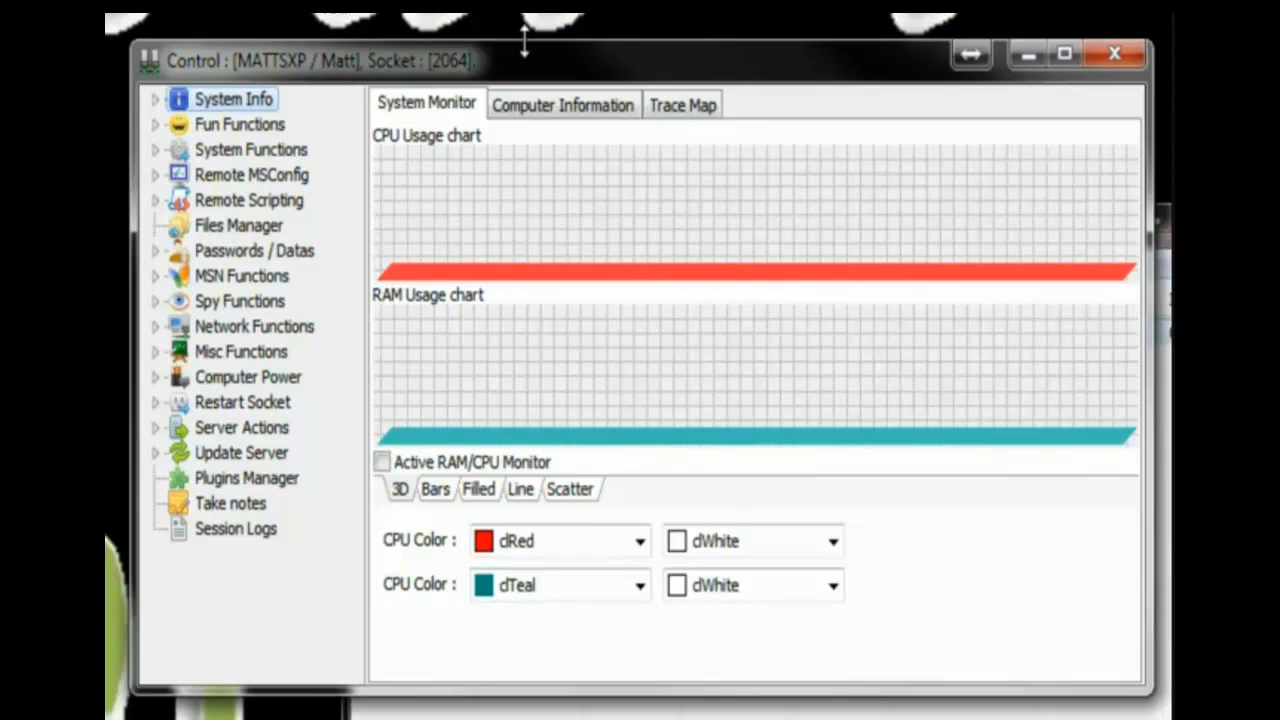 Control : [MATTSXP / Matt], Socket : [2064].
System Info
Fun Functions
System Functions
Remote MSConfig
Remote Scripting
Files Manager
Passwords / Datas
MSN Functions
Spy Functions
Network Functions
Misc Functions
Computer Power
Restart Socket
Server Actions
Update Server
Plugins Manager
Take notes
Session Logs
System Monitor Computer Information Trace Map
CPU Usage chart
RAM Usage chart
Active RAM/CPU Monitor
3D Bars Filled Line Scatter
CPU Color : clRed clWhite
CPU Color : clTeal clWhite